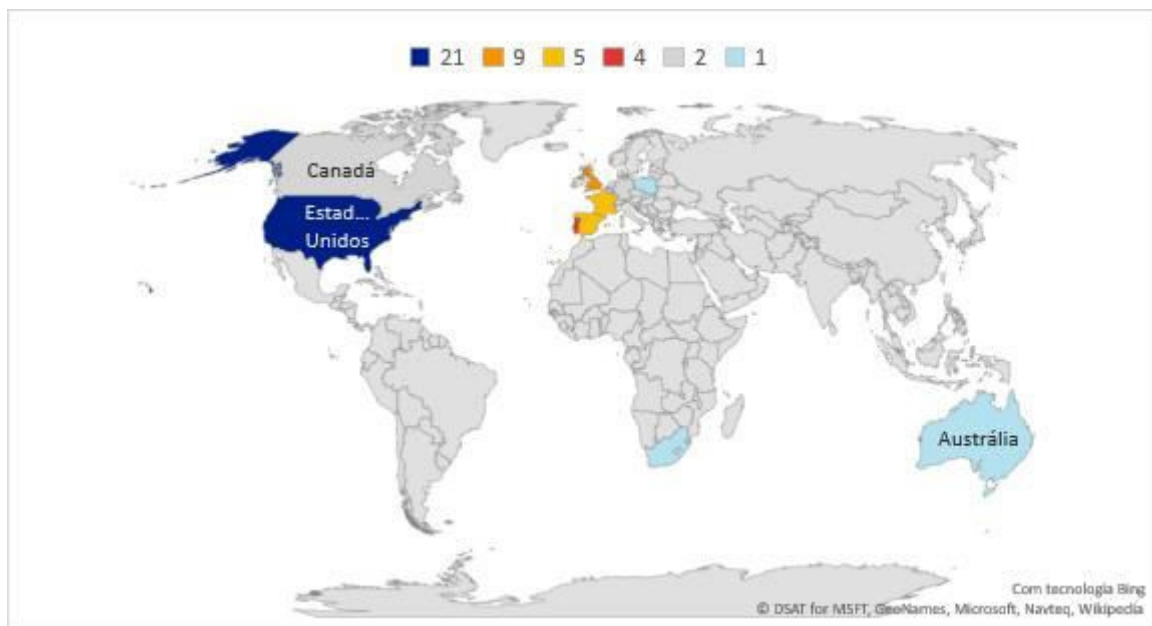 21 9 5 4 2 1
Canadá
Estad...
Unidos
Austrália
Com tecnologia Bing
© DSAT for MSFT, GeoNames, Microsoft, Navteq, Wikipedia